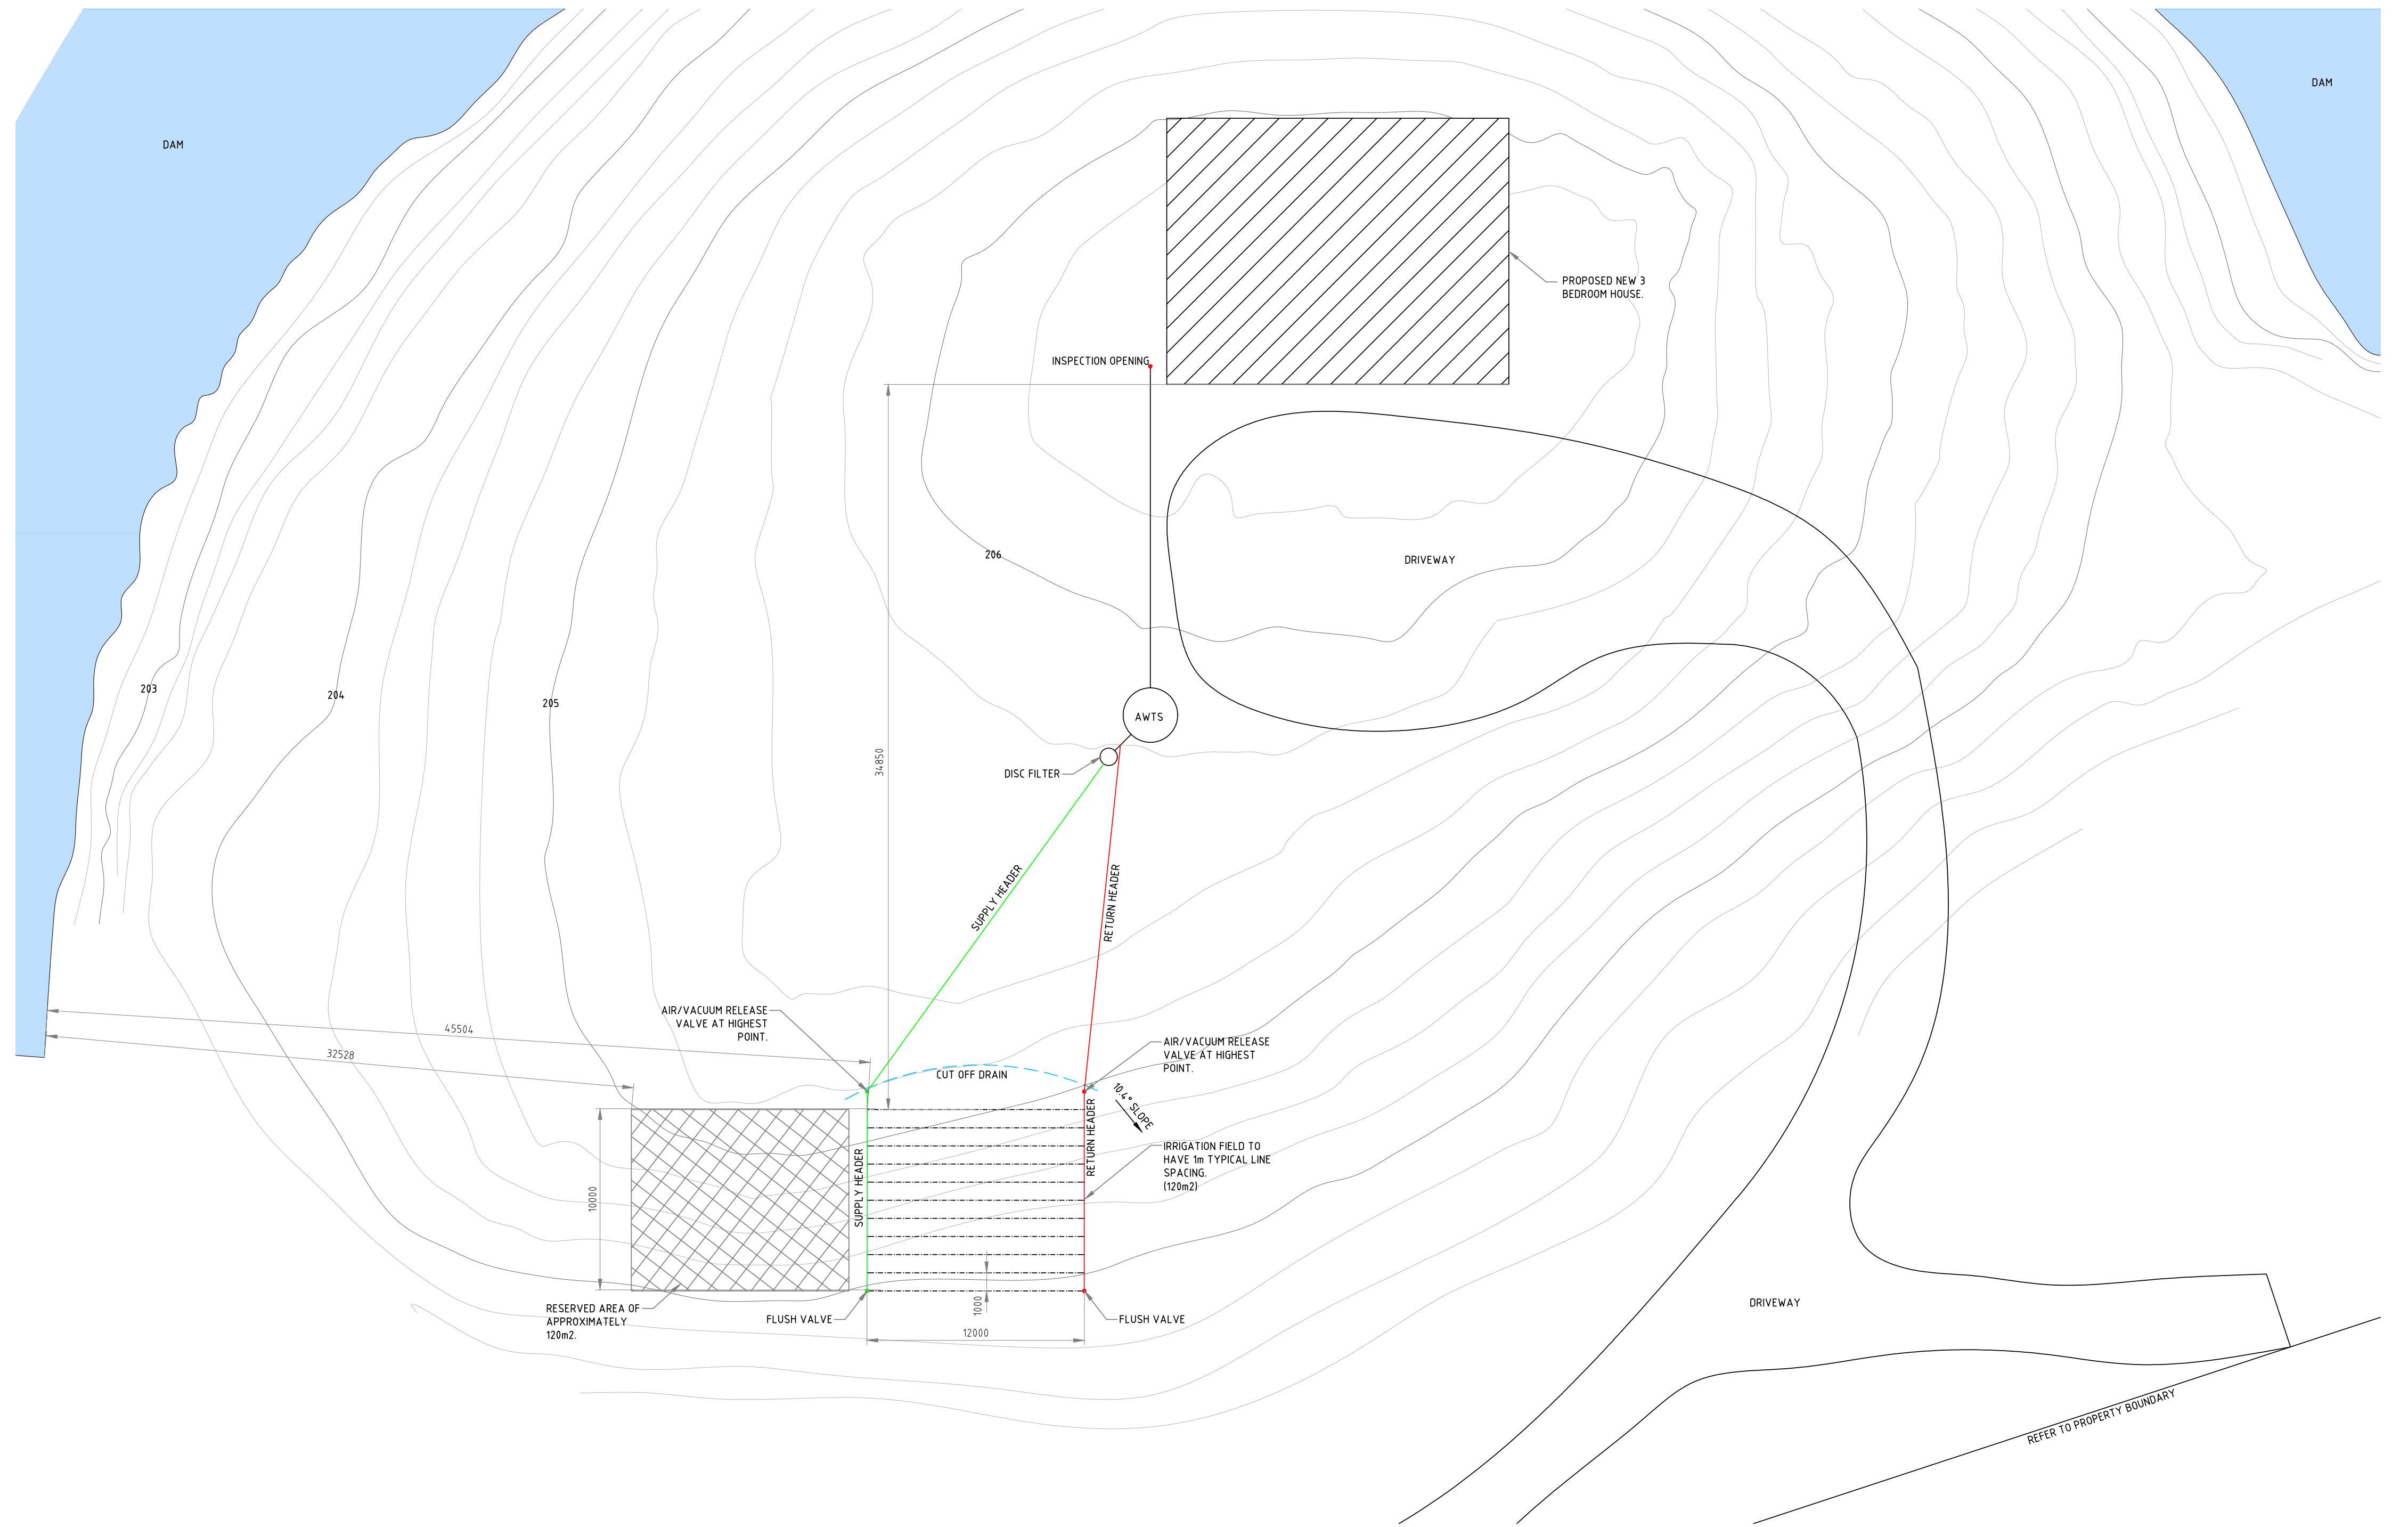 DAM
DAM
PROPOSED NEW 3
BEDROOM HOUSE.
INSPECTION OPENING
206
DRIVEWAY
203
204
205
AWTS
34850
DISC FILTER
SUPPLY HEADER
RETURN HEADER
AIR/VACUUM RELEASE
VALVE AT HIGHEST
POINT.
45504
32528
CUT OFF DRAIN
AIR/VACUUM RELEASE
VALVE AT HIGHEST
POINT.
10.4° SLOPE
10000
SUPPLY HEADER
RETURN HEADER
IRRIGATION FIELD TO
HAVE 1m TYPICAL LINE
SPACING.
(120m2)
RESERVED AREA OF
APPROXIMATELY
120m2.
FLUSH VALVE
1000
12000
FLUSH VALVE
DRIVEWAY
REFER TO PROPERTY BOUNDARY